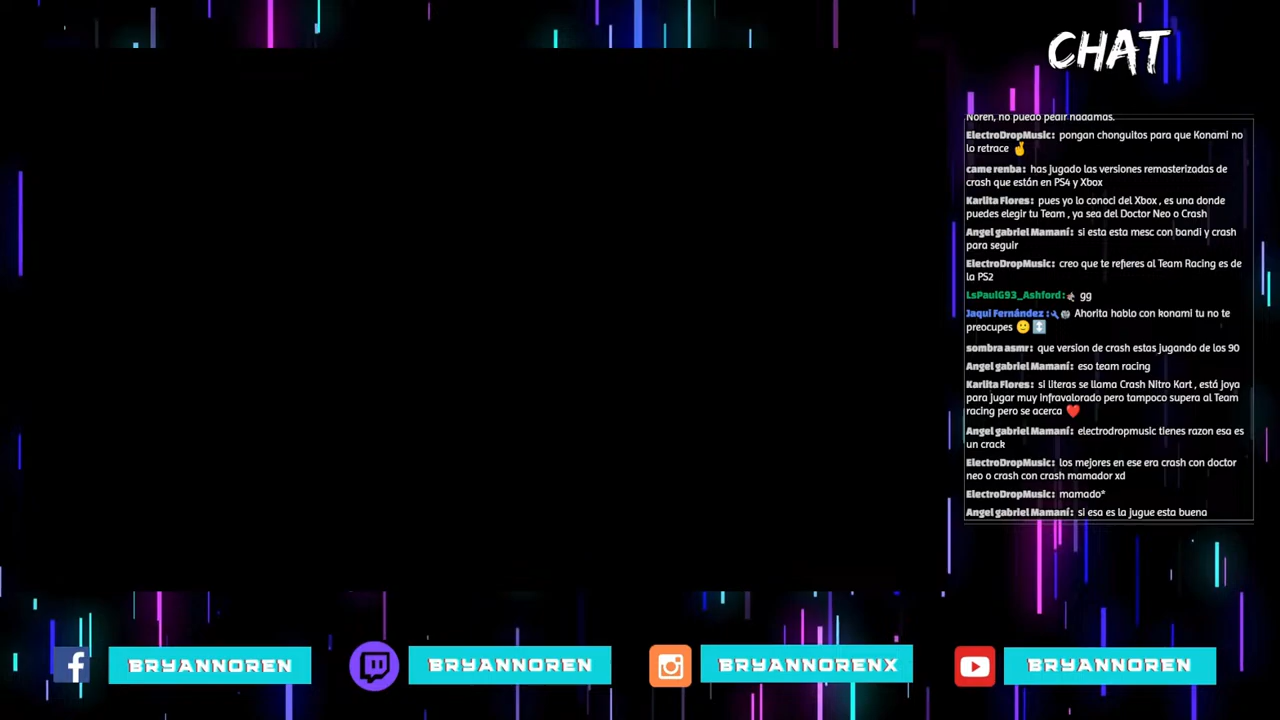 CHAT
Noren, no puedo pedir nadamas.
ElectroDropMusic: pongan chonguitos para que Konami no
lo retrace 🤞
came renba: has jugado las versiones remasterizadas de
crash que están en PS4 y Xbox
Karlita Flores: pues yo lo conoci del Xbox , es una donde
puedes elegir tu Team , ya sea del Doctor Neo o Crash
Angel gabriel Mamaní: si esta esta mesc con bandi y crash
para seguir
ElectroDropMusic: creo que te refieres al Team Racing es de
la PS2
LsPaulG93_Ashford: gg
Jaqui Fernández: Ahorita hablo con konami tu no te
preocupes 🙂↕️
sombra asmr: que version de crash estas jugando de los 90
Angel gabriel Mamaní: eso team racing
Karlita Flores: si literas se llama Crash Nitro Kart , está joya
para jugar muy infravalorado pero tampoco supera al Team
racing pero se acerca ❤️
Angel gabriel Mamaní: electrodropmusic tienes razon esa es
un crack
ElectroDropMusic: los mejores en ese era crash con doctor
neo o crash con crash mamador xd
ElectroDropMusic: mamado*
Angel gabriel Mamaní: si esa es la jugue esta buena
BRYANNOREN
BRYANNOREN
BRYANNORENX
BRYANNOREN